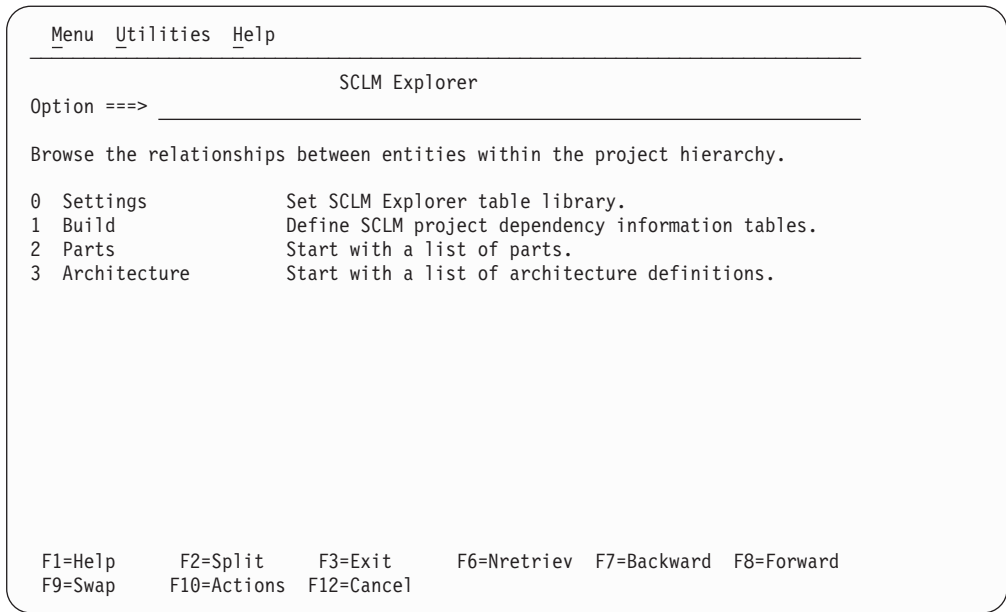 Menu Utilities Help
SCLM Explorer
Option ===>
Browse the relationships between entities within the project hierarchy.
0 Settings Set SCLM Explorer table library.
1 Build Define SCLM project dependency information tables.
2 Parts Start with a list of parts.
3 Architecture Start with a list of architecture definitions.
F1=Help F2=Split F3=Exit F6=Nretriev F7=Backward F8=Forward
F9=Swap F10=Actions F12=Cancel